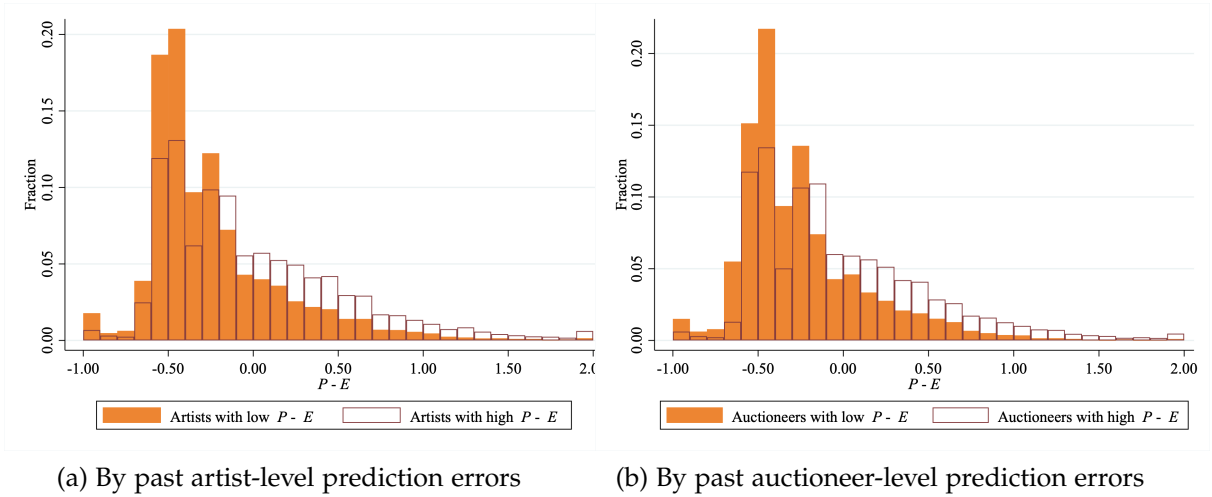 0.20
0.15
0.10
0.05
0.00
Fraction
-1.00 -0.50 0.00 0.50 1.00 1.50 2.0
P - E
Artists with low P - E Artists with high P - E
(a) By past artist-level prediction errors
0.20
0.15
0.10
0.05
0.00
Fraction
-1.00 -0.50 0.00 0.50 1.00 1.50 2.00
P - E
Auctioneers with low P - E Auctioneers with high P - E
(b) By past auctioneer-level prediction errors